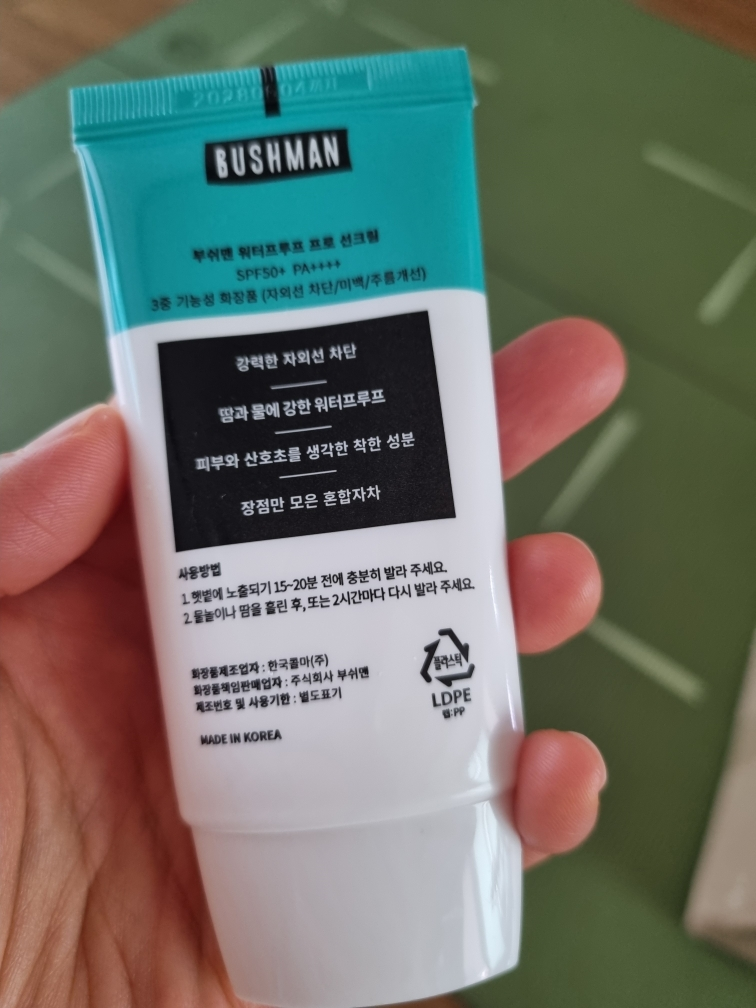 BUSHMAN
부쉬맨 워터프루프 프로 선크림
SPF50+ PA++++
3중 기능성 화장품 (자외선 차단/미백/주름개선)
강력한 자외선 차단
땀과 물에 강한 워터프루프
피부와 산호초를 생각한 착한 성분
장점만 모은 혼합자차
사용방법
1. 햇볕에 노출되기 15~20분 전에 충분히 발라 주세요.
2. 물놀이나 땀을 흘린 후, 또는 2시간마다 다시 발라 주세요.
화장품제조업자 : 한국콜마(주)
화장품책임판매업자 : 주식회사 부쉬맨
제조번호 및 사용기한 : 별도표기
MADE IN KOREA
플라스틱
LDPE
캡:PP